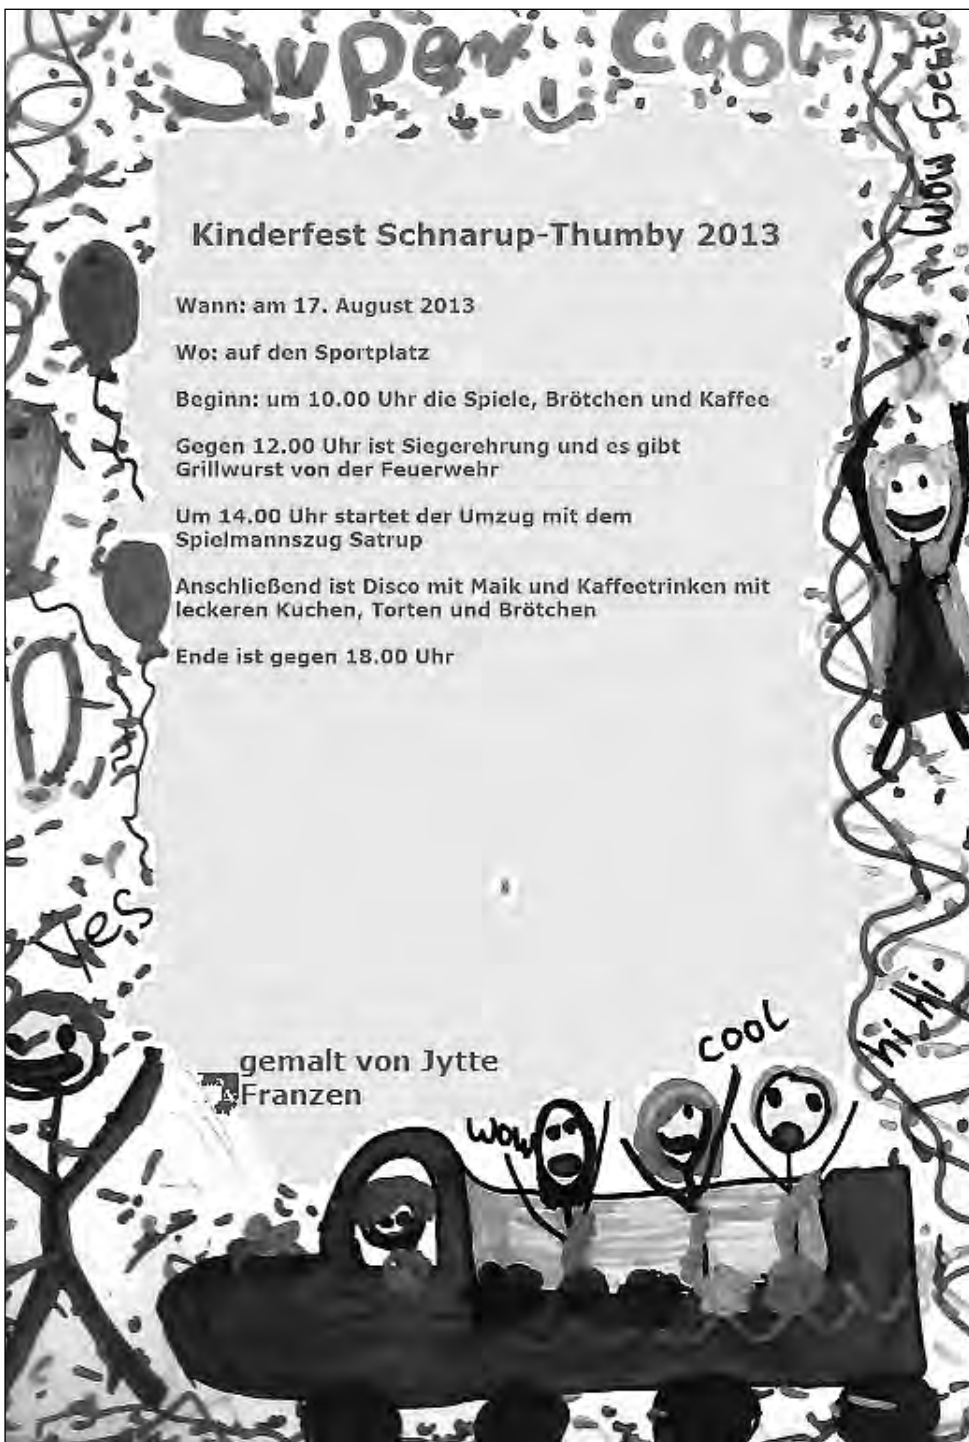 Super Cool
Wow
Kinderfest Schnarup-Thumby 2013
Wann: am 17. August 2013
Wo: auf den Sportplatz
Beginn: um 10.00 Uhr die Spiele, Brötchen und Kaffee
Gegen 12.00 Uhr ist Siegerehrung und es gibt
Grillwurst von der Feuerwehr
Um 14.00 Uhr startet der Umzug mit dem
Spielmannszug Satrup
Anschließend ist Disco mit Maik und Kaffeetrinken mit
leckeren Kuchen, Torten und Brötchen
Ende ist gegen 18.00 Uhr
Yes
hi hi
cool
gemalt von Jytte
Franzen
wow